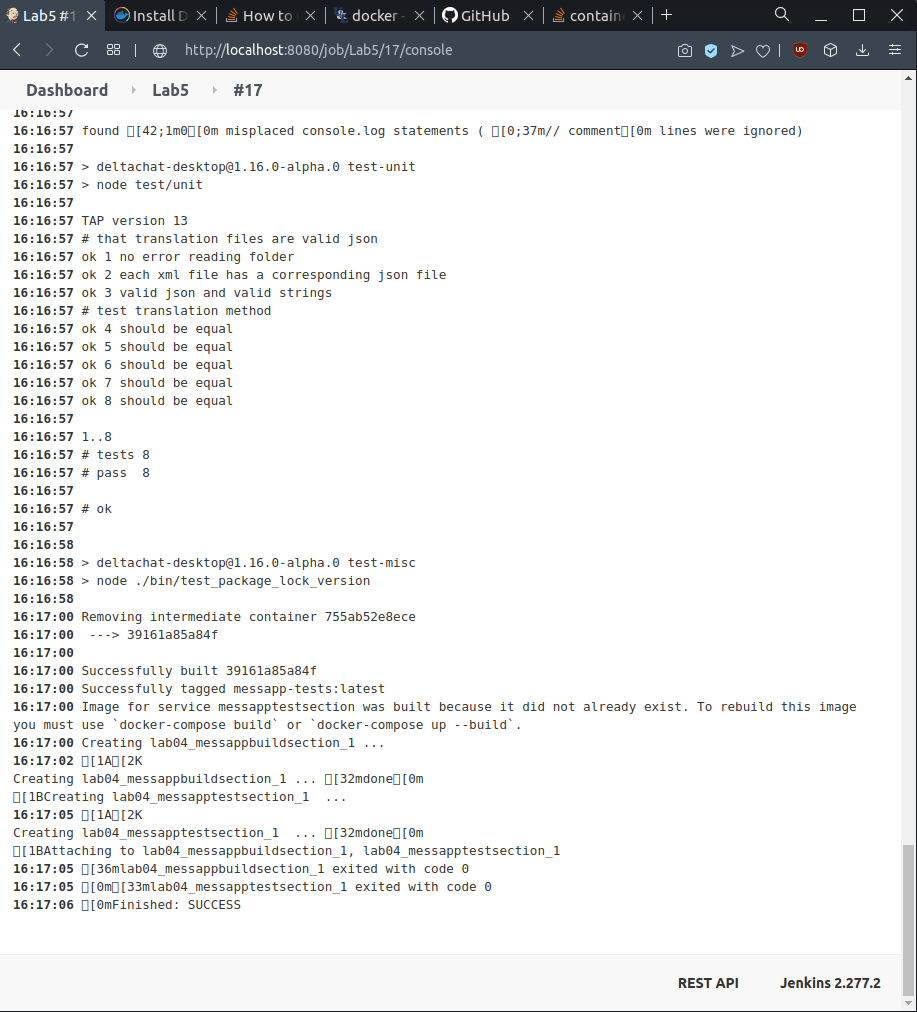 Lab5 #1
Install D
How to
docker -
GitHub
contain
http://localhost:8080/job/Lab5/17/console
Dashboard
Lab5
#17
16:16:57
16:16:57 found □[42;1m0□[0m misplaced console.log statements ( □[0;37m// comment□[0m lines were ignored)
16:16:57
16:16:57 > deltachat-desktop@1.16.0-alpha.0 test-unit
16:16:57 > node test/unit
16:16:57
16:16:57 TAP version 13
16:16:57 # that translation files are valid json
16:16:57 ok 1 no error reading folder
16:16:57 ok 2 each xml file has a corresponding json file
16:16:57 ok 3 valid json and valid strings
16:16:57 # test translation method
16:16:57 ok 4 should be equal
16:16:57 ok 5 should be equal
16:16:57 ok 6 should be equal
16:16:57 ok 7 should be equal
16:16:57 ok 8 should be equal
16:16:57
16:16:57 1..8
16:16:57 # tests 8
16:16:57 # pass  8
16:16:57
16:16:57 # ok
16:16:57
16:16:58
16:16:58 > deltachat-desktop@1.16.0-alpha.0 test-misc
16:16:58 > node ./bin/test_package_lock_version
16:16:58
16:17:00 Removing intermediate container 755ab52e8ece
16:17:00  ---> 39161a85a84f
16:17:00
16:17:00 Successfully built 39161a85a84f
16:17:00 Successfully tagged messapp-tests:latest
16:17:00 Image for service messapptestsection was built because it did not already exist. To rebuild this image
you must use `docker-compose build` or `docker-compose up --build`.
16:17:00 Creating lab04_messappbuildsection_1 ...
16:17:02 □[1A□[2K
Creating lab04_messappbuildsection_1 ... □[32mdone□[0m
□[1BCreating lab04_messapptestsection_1  ...
16:17:05 □[1A□[2K
Creating lab04_messapptestsection_1  ... □[32mdone□[0m
□[1BAttaching to lab04_messappbuildsection_1, lab04_messapptestsection_1
16:17:05 □[36mlab04_messappbuildsection_1 exited with code 0
16:17:05 □[0m□[33mlab04_messapptestsection_1 exited with code 0
16:17:06 □[0mFinished: SUCCESS
REST API
Jenkins 2.277.2